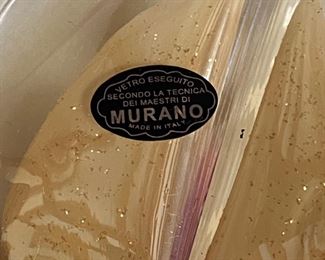 VETRO ESEGUITO
SECONDO LA TECNICA
DEI MAESTRI DI
MURANO
MADE IN ITALY